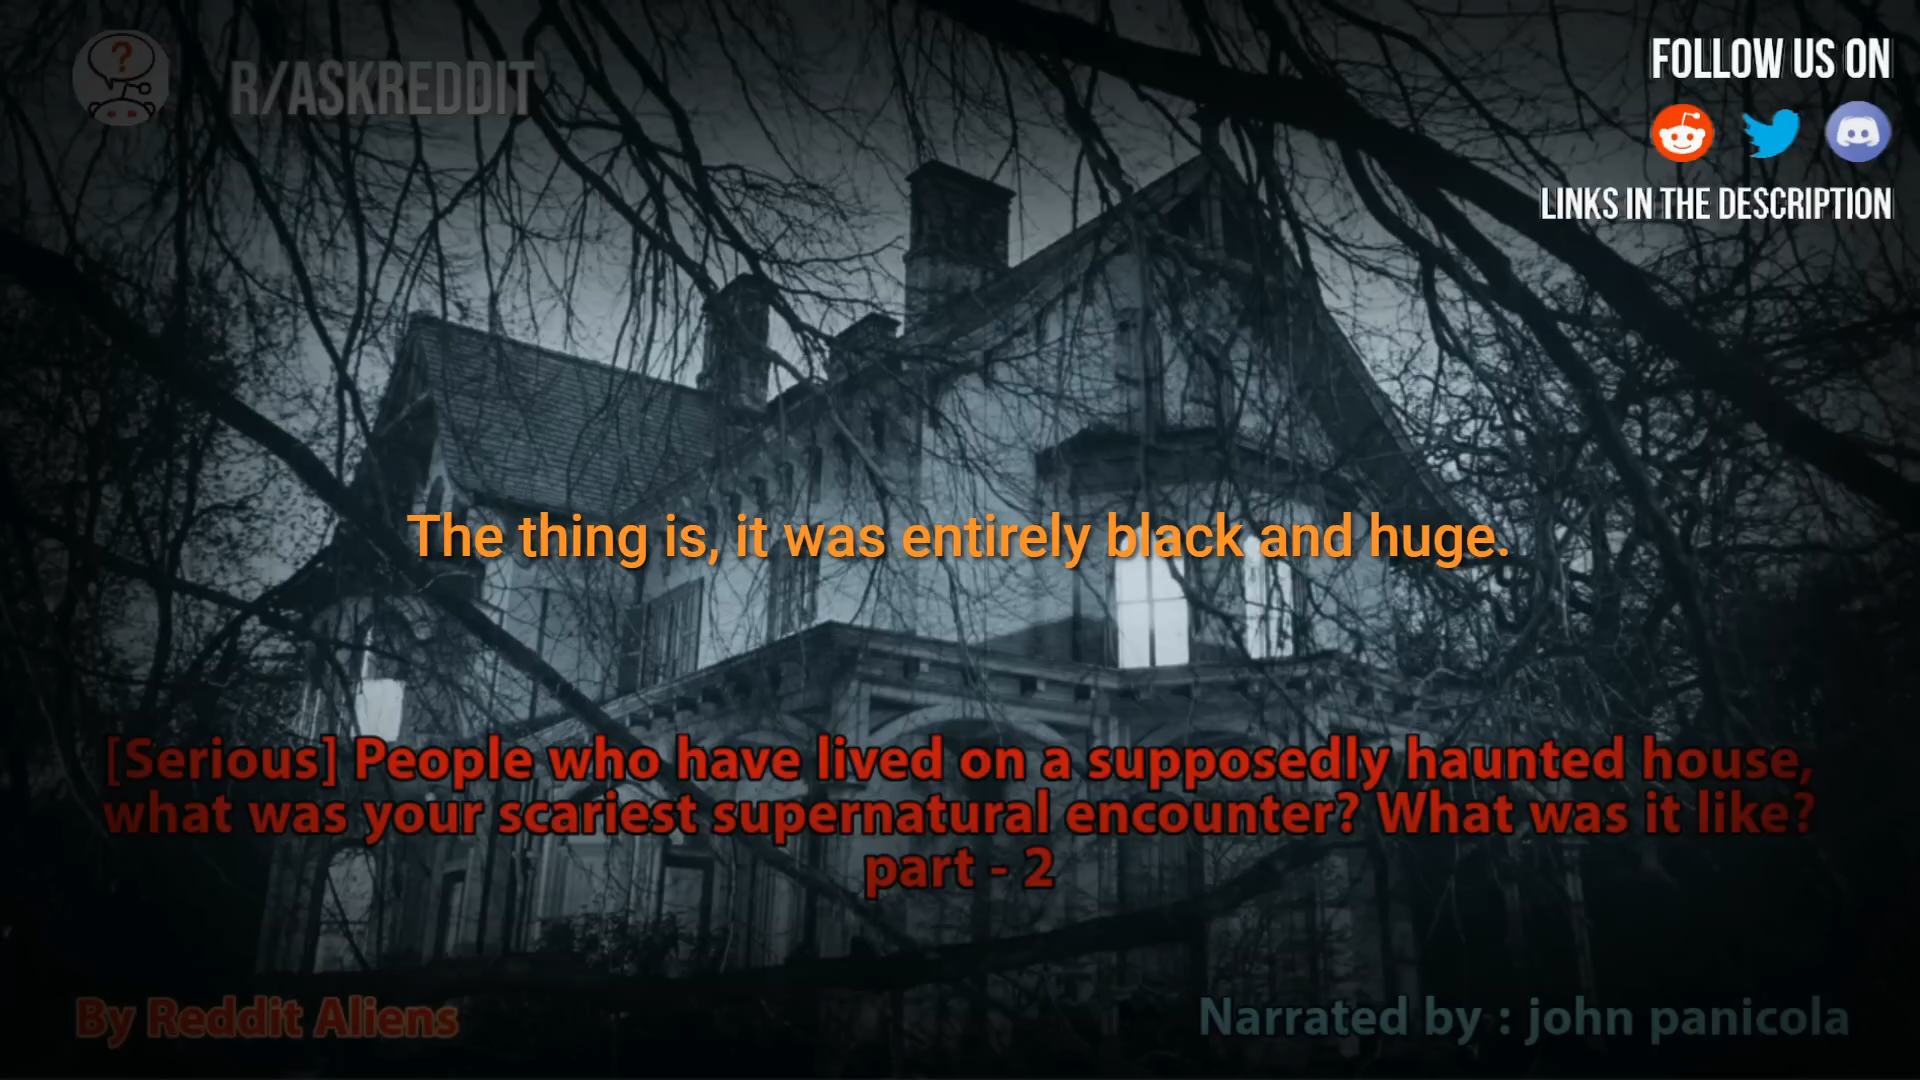 R/ASKREDDIT
FOLLOW US ON
LINKS IN THE DESCRIPTION
The thing is, it was entirely black and huge.
[Serious] People who have lived on a supposedly haunted house,
what was your scariest supernatural encounter? What was it like?
part - 2
By Reddit Aliens
Narrated by : john panicola